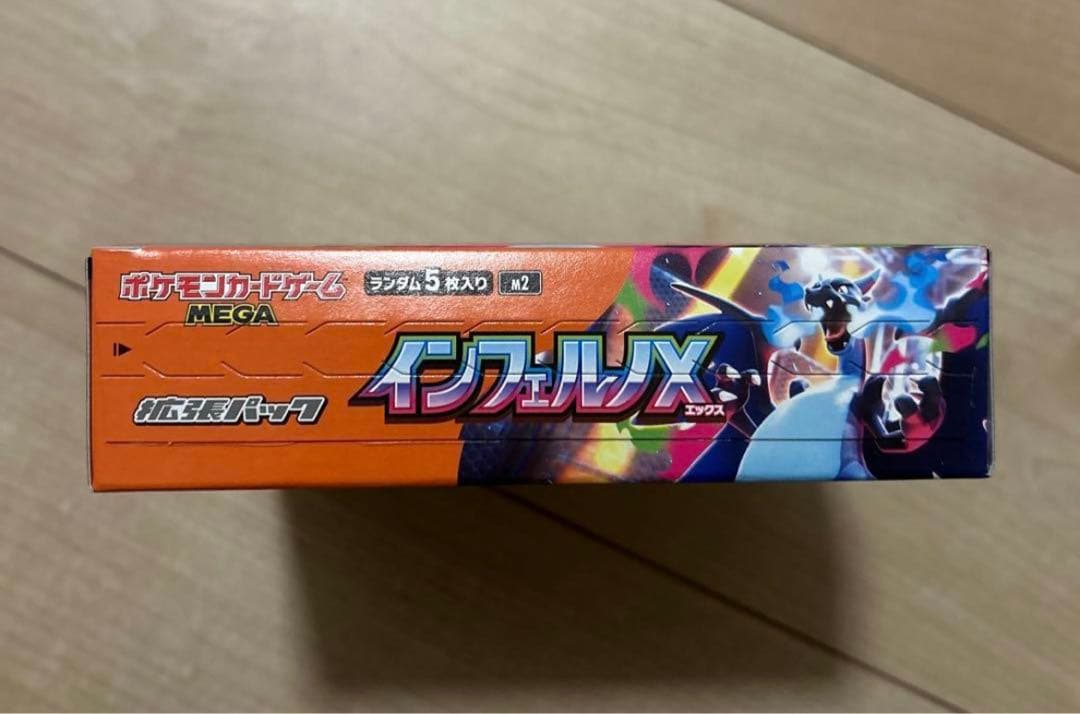 ポケモンカードゲーム
MEGA
ランダム5枚入り
M2
拡張パック
インフェルノX
エックス